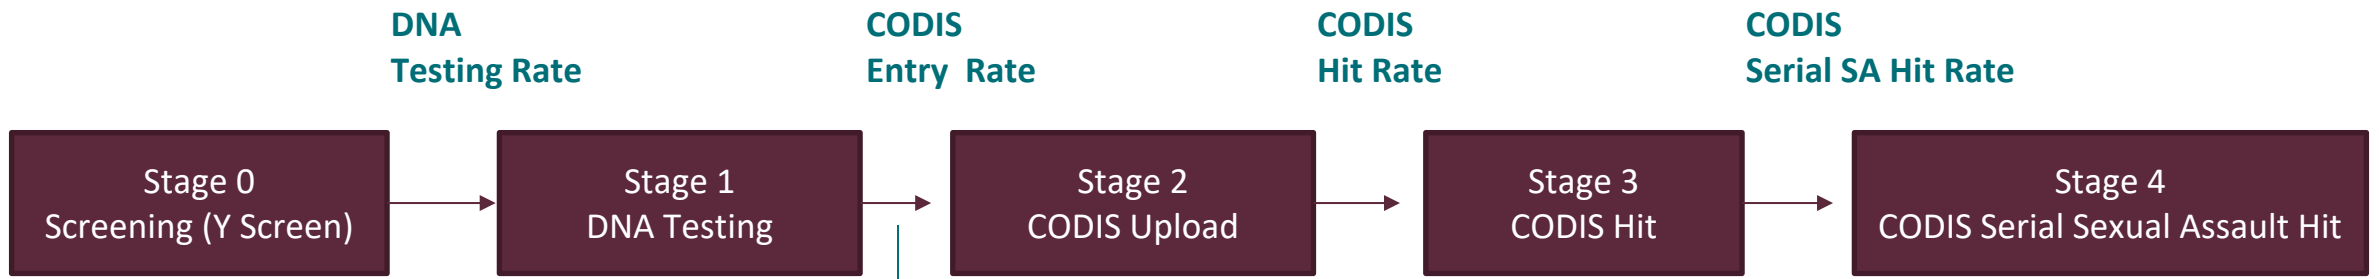 DNA
Testing Rate
CODIS
Entry  Rate
CODIS
Hit Rate
CODIS
Serial SA Hit Rate
Stage 0
Screening (Y Screen)
Stage 1
DNA Testing
Stage 2
CODIS Upload
Stage 3
CODIS Hit
Stage 4
CODIS Serial Sexual Assault Hit